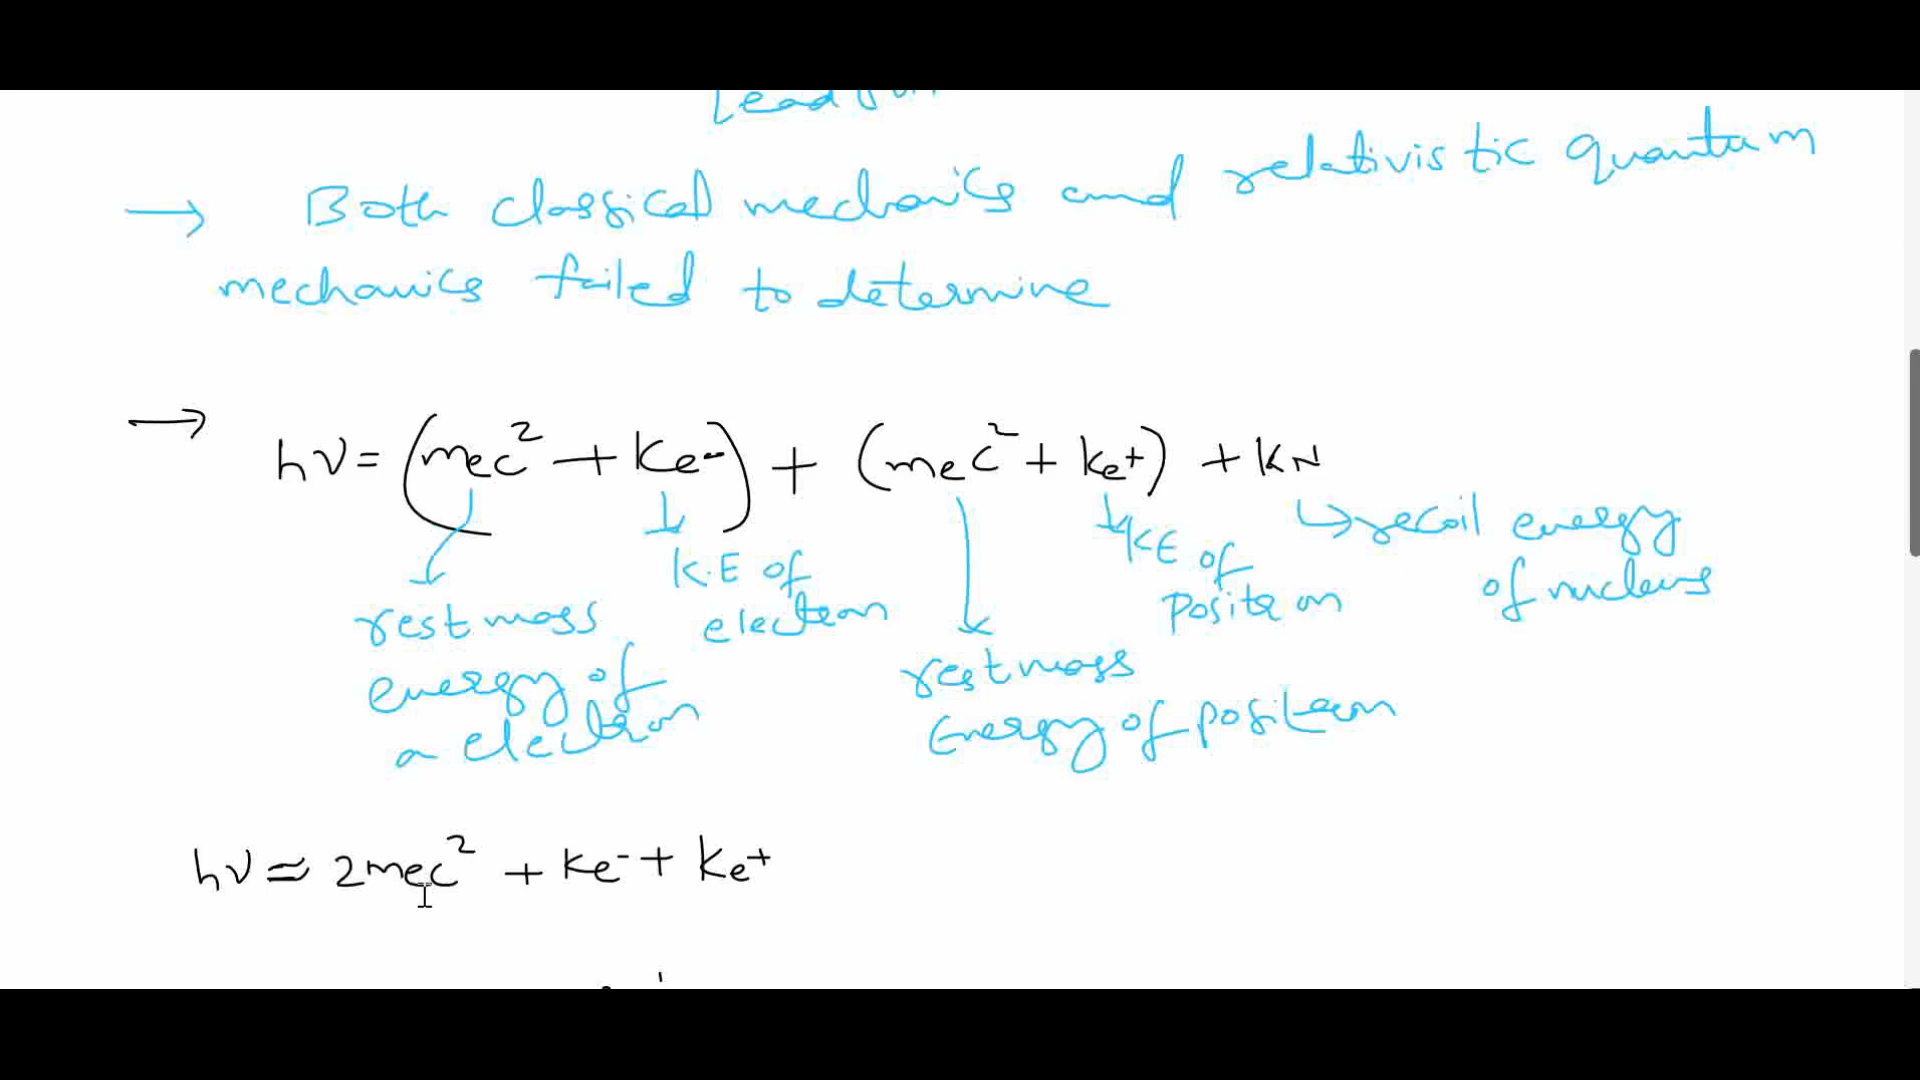 Lead
→ Both classical mechanics and relativistic quantum
mechanics failed to determine
→ hν = (mec² + Ke-) + (mec² + ke+) + KN
rest mass energy of a electron
K.E of electron
rest mass Energy of positron
KE of positron
↳ recoil energy of nucleus
hν ≃ 2mec² + ke- + ke+